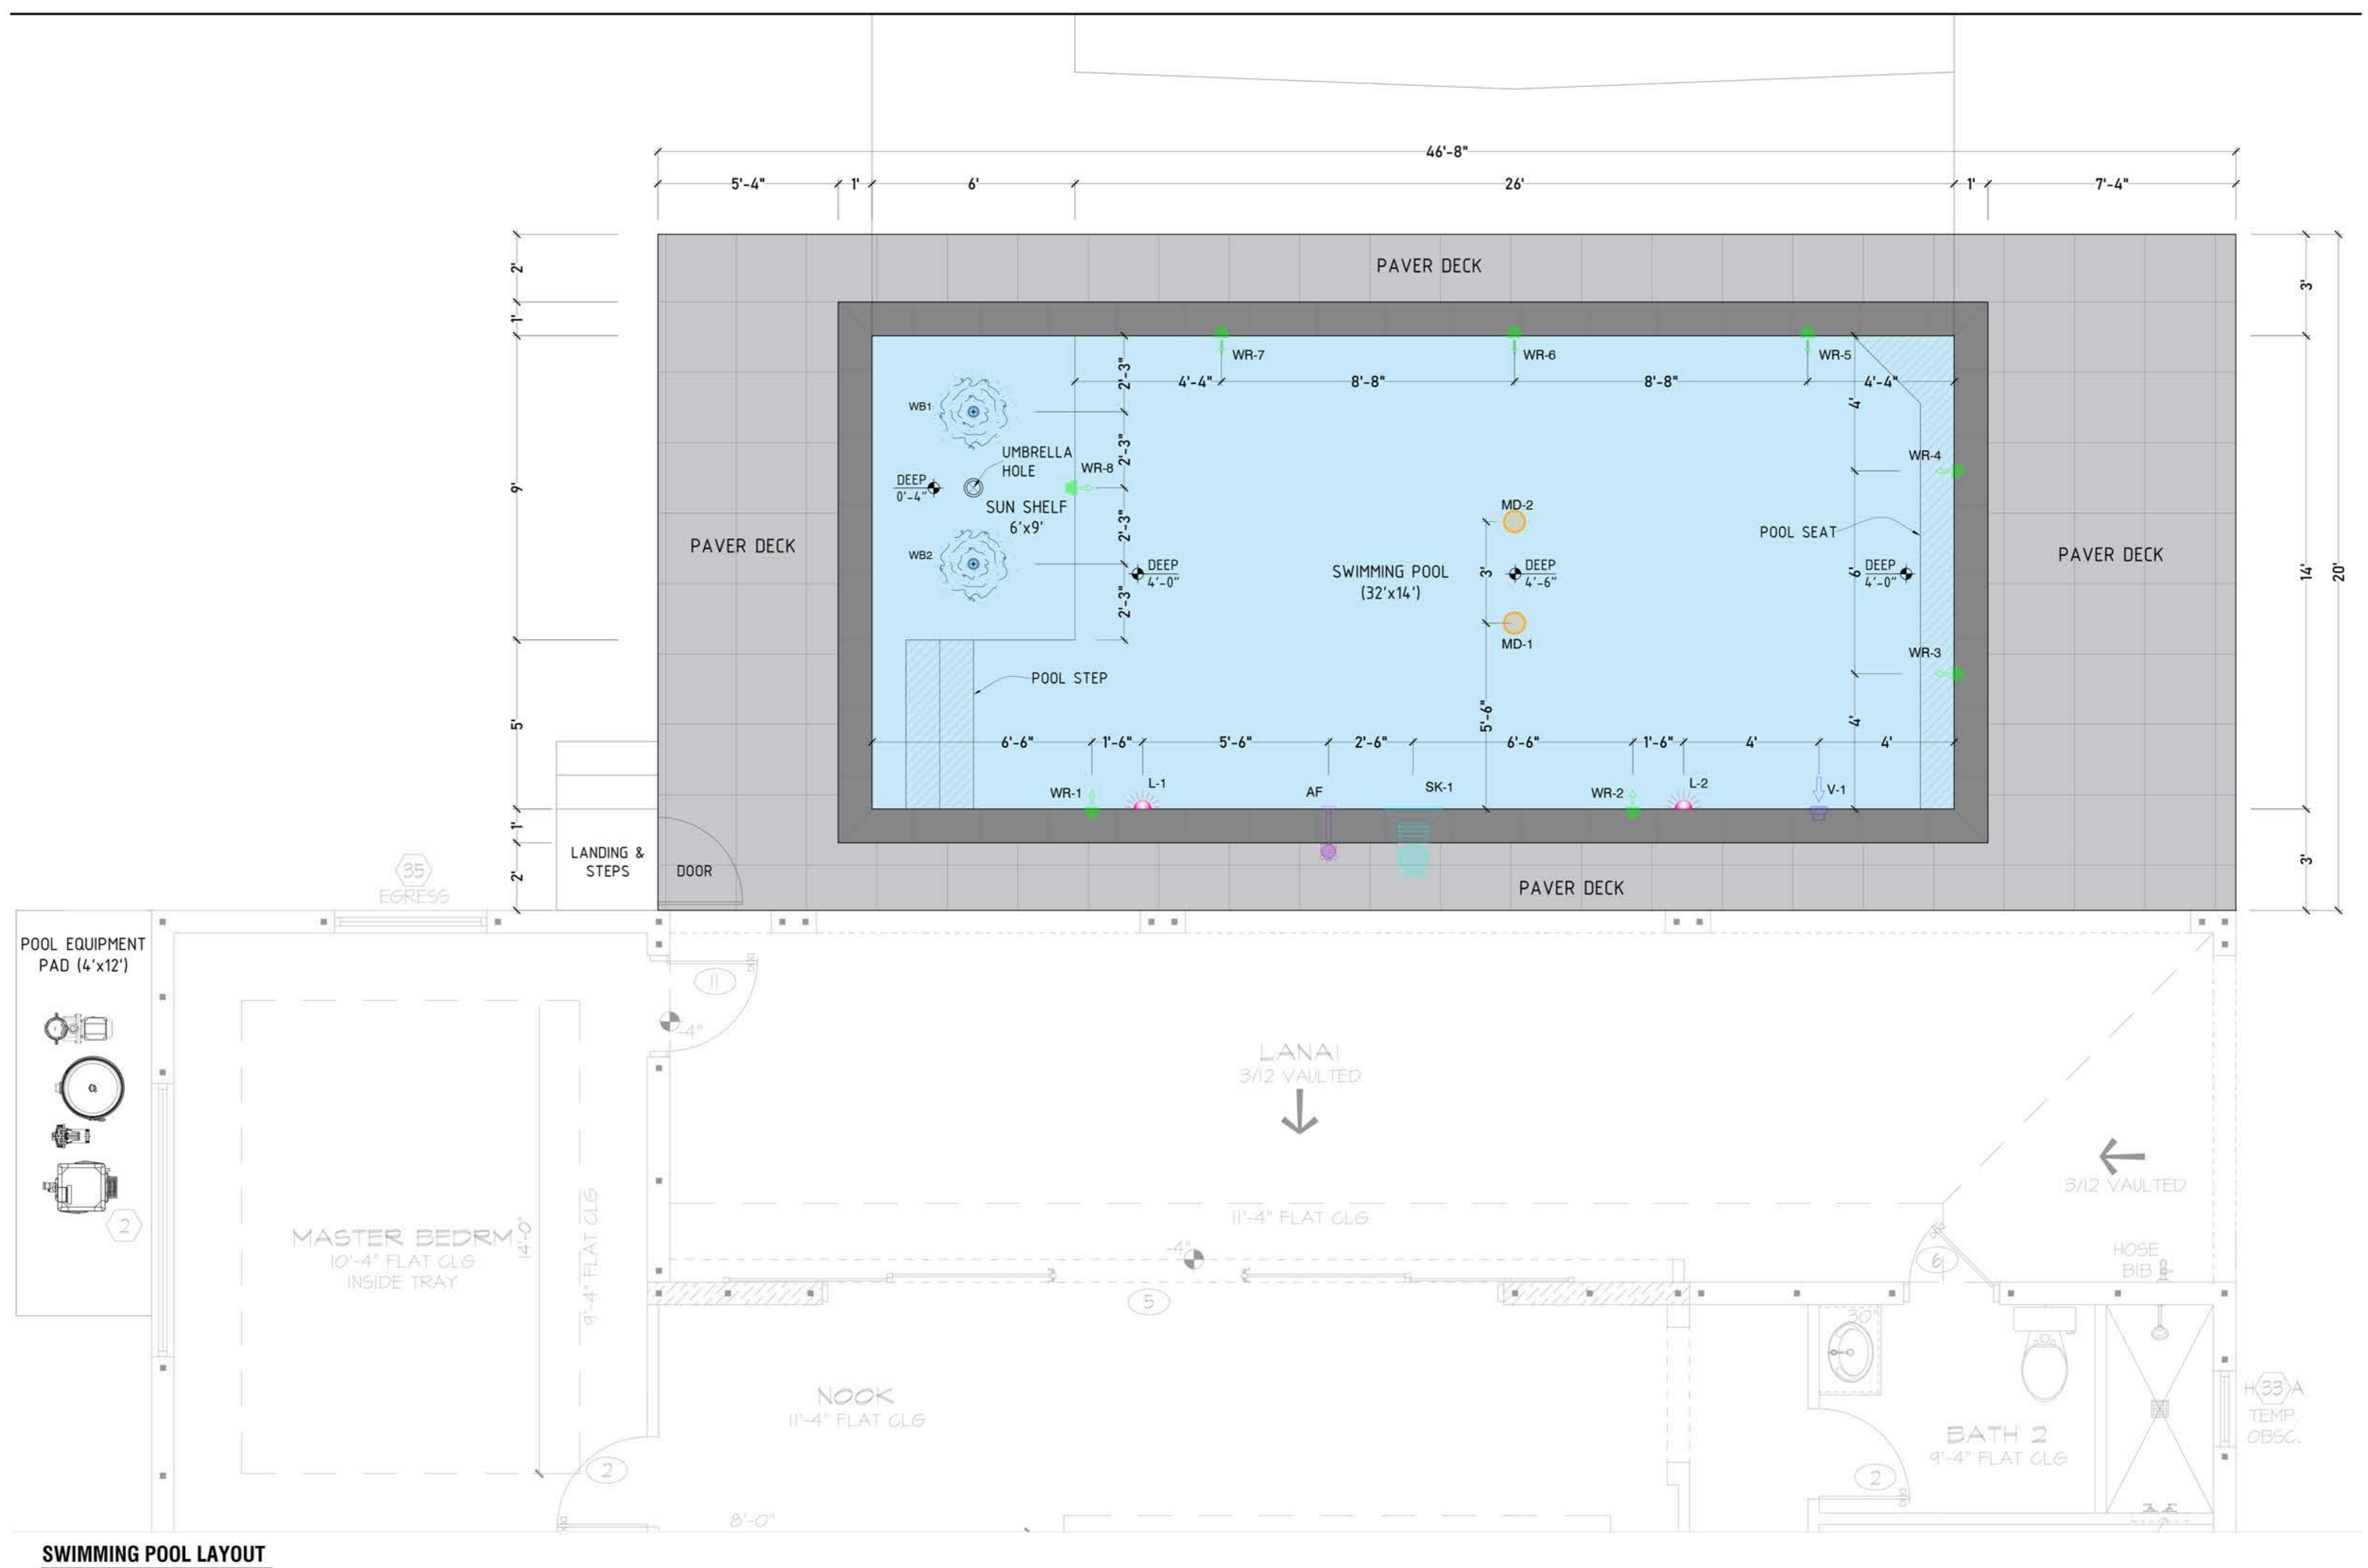 46'-8"
5'-4"
1'
6'
26'
1'
7'-4"
2'
1'
9'
5'
1'
2'
3'
14'
20'
3'
PAVER DECK
WR-7
WR-6
WR-5
4'-4"
8'-8"
8'-8"
4'-4"
2'-3"
2'-3"
2'-3"
2'-3"
WB1
UMBRELLA
HOLE
WR-8
DEEP
0'-4"
SUN SHELF
6'x9'
WB2
DEEP
4'-0"
PAVER DECK
SWIMMING POOL
(32'x14')
MD-2
3'
DEEP
4'-6"
MD-1
5'-6"
4'
WR-4
POOL SEAT
6'
DEEP
4'-0"
WR-3
4'
PAVER DECK
POOL STEP
6'-6"
1'-6"
5'-6"
2'-6"
6'-6"
1'-6"
4'
4'
WR-1
L-1
AF
SK-1
WR-2
L-2
V-1
LANDING &
STEPS
DOOR
PAVER DECK
35
EGRESS
POOL EQUIPMENT
PAD (4'x12')
2
11
-4"
LANAI
3/12 VAULTED
3/12 VAULTED
11'-4" FLAT CLG
-4"
MASTER BEDRM
10'-4" FLAT CLG
INSIDE TRAY
14'-0"
9'-4" FLAT CLG
5
6
HOSE
BIB
30"
NOOK
11'-4" FLAT CLG
2
8'-0"
BATH 2
9'-4" FLAT CLG
2
H 33 A
TEMP.
OBSC.
SWIMMING POOL LAYOUT